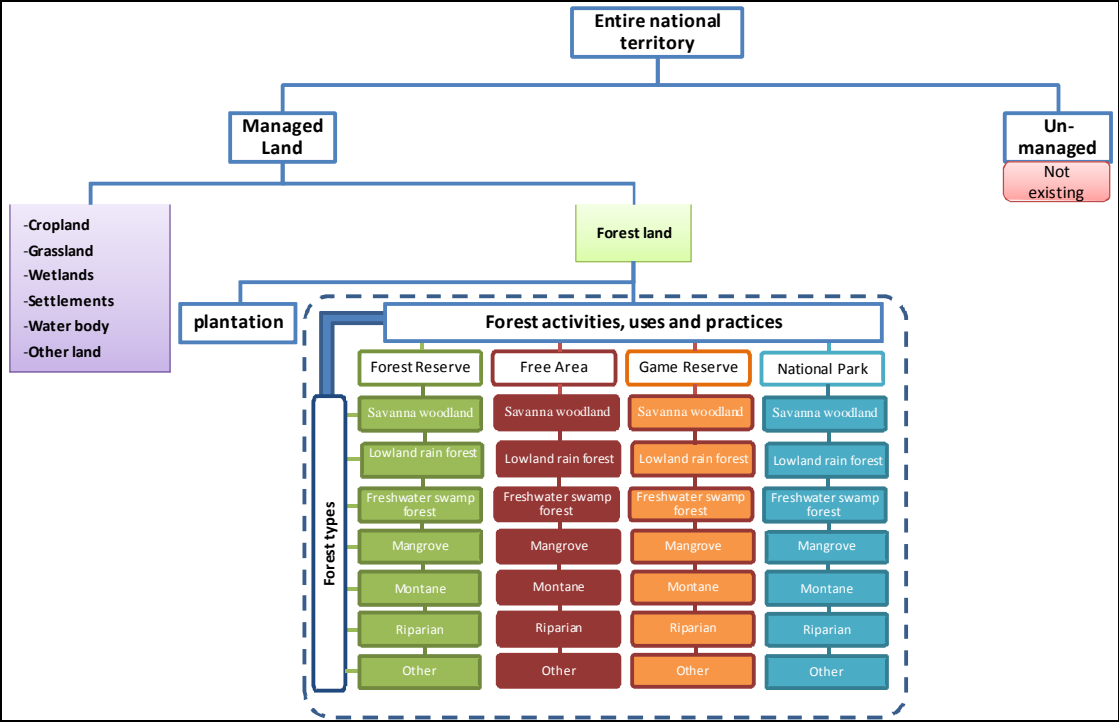 Entire national
territory
Managed
Land
Un-
managed
Not
existing
-Cropland
-Grassland
-Wetlands
-Settlements
-Water body
-Other land
Forest land
plantation
Forest activities, uses and practices
Forest Reserve
Free Area
Game Reserve
National Park
Forest types
Savanna woodland
Savanna woodland
Savanna woodland
Savanna woodland
Lowland rain forest
Lowland rain forest
Lowland rain forest
Lowland rain forest
Freshwater swamp
forest
Freshwater swamp
forest
Freshwater swamp
forest
Freshwater swamp
forest
Mangrove
Mangrove
Mangrove
Mangrove
Montane
Montane
Montane
Montane
Riparian
Riparian
Riparian
Riparian
Other
Other
Other
Other